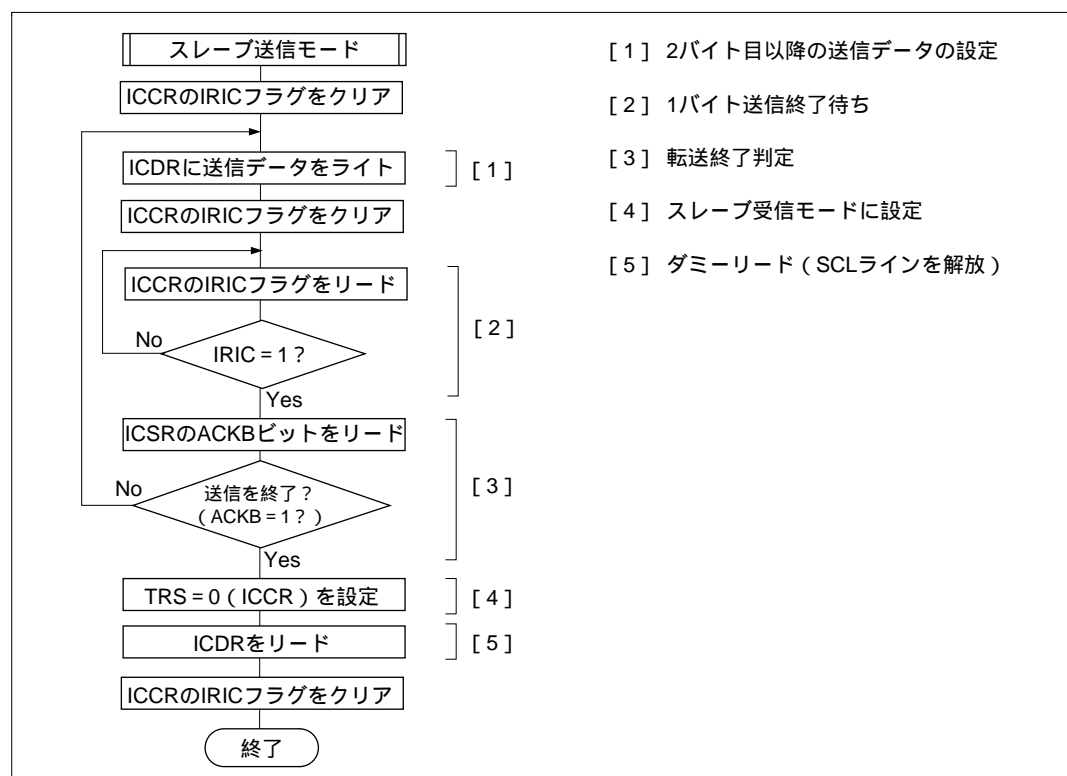 スレーブ送信モード
ICCRのIRICフラグをクリア
ICDRに送信データをライト
[1]
ICCRのIRICフラグをクリア
ICCRのIRICフラグをリード
[2]
No
IRIC = 1 ?
Yes
ICSRのACKBビットをリード
[3]
No
送信を終了?
(ACKB = 1 ? )
Yes
TRS = 0 ( ICCR ) を設定
[4]
ICDRをリード
[5]
ICCRのIRICフラグをクリア
終了
[1] 2バイト目以降の送信データの設定
[2] 1バイト送信終了待ち
[3] 転送終了判定
[4] スレーブ受信モードに設定
[5] ダミーリード ( SCLラインを解放 )